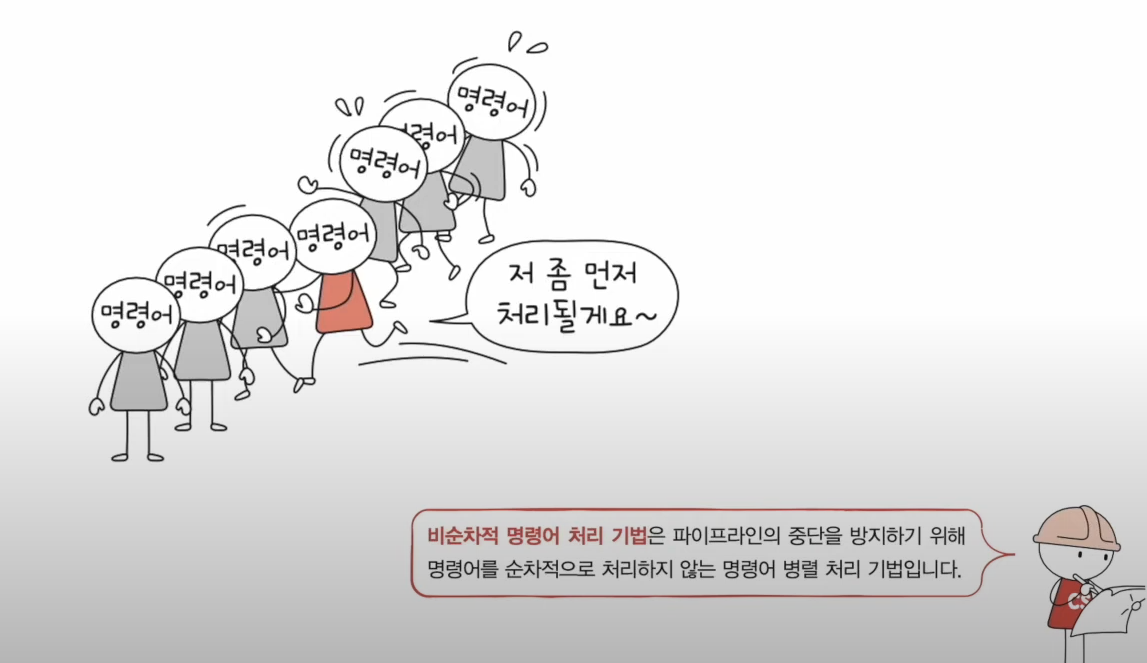 명령어
명령어
명령어
명령어
명령어
명령어
명령어
저 좀 먼저
처리될게요~
비순차적 명령어 처리 기법은 파이프라인의 중단을 방지하기 위해
명령어를 순차적으로 처리하지 않는 명령어 병렬 처리 기법입니다.
CS